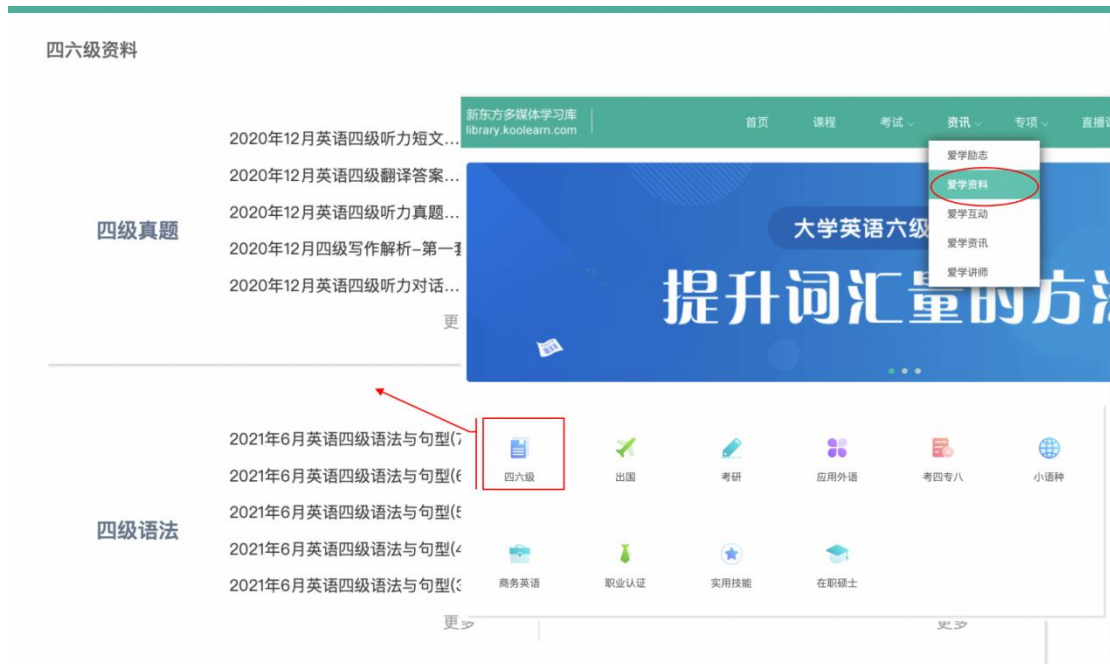 四六级资料
四级真题
2020年12月英语四级听力短文...
2020年12月英语四级翻译答案...
2020年12月英语四级听力真题...
2020年12月四级写作解析-第一
2020年12月英语四级听力对话...
更
四级语法
2021年6月英语四级语法与句型(7
2021年6月英语四级语法与句型(6
2021年6月英语四级语法与句型(5
2021年6月英语四级语法与句型(4
2021年6月英语四级语法与句型(3
更多
更多
新东方多媒体学习库
library.koolearn.com
首页 课程 考试 资讯 专项 直播
爱学励志
爱学资料
爱学互动
爱学资讯
爱学讲师
大学英语六级
提升词汇量的方
四六级 出国 考研 应用外语 考四专八 小语种
商务英语 职业认证 实用技能 在职硕士